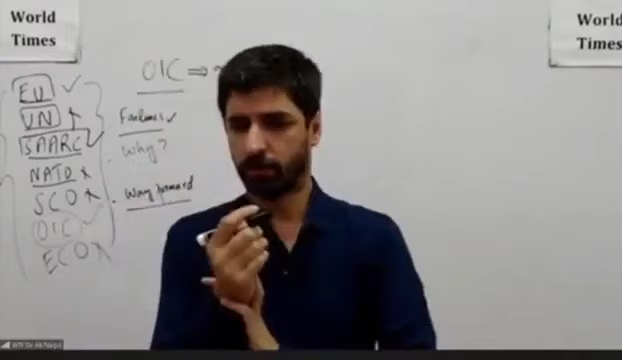 World
Times
World
Times
OIC ⇒
EU ✓
UN x
SAARC ✓
NATO x
SCO x
OIC ✓
ECO x
Failures ✓
Why?
Way forward